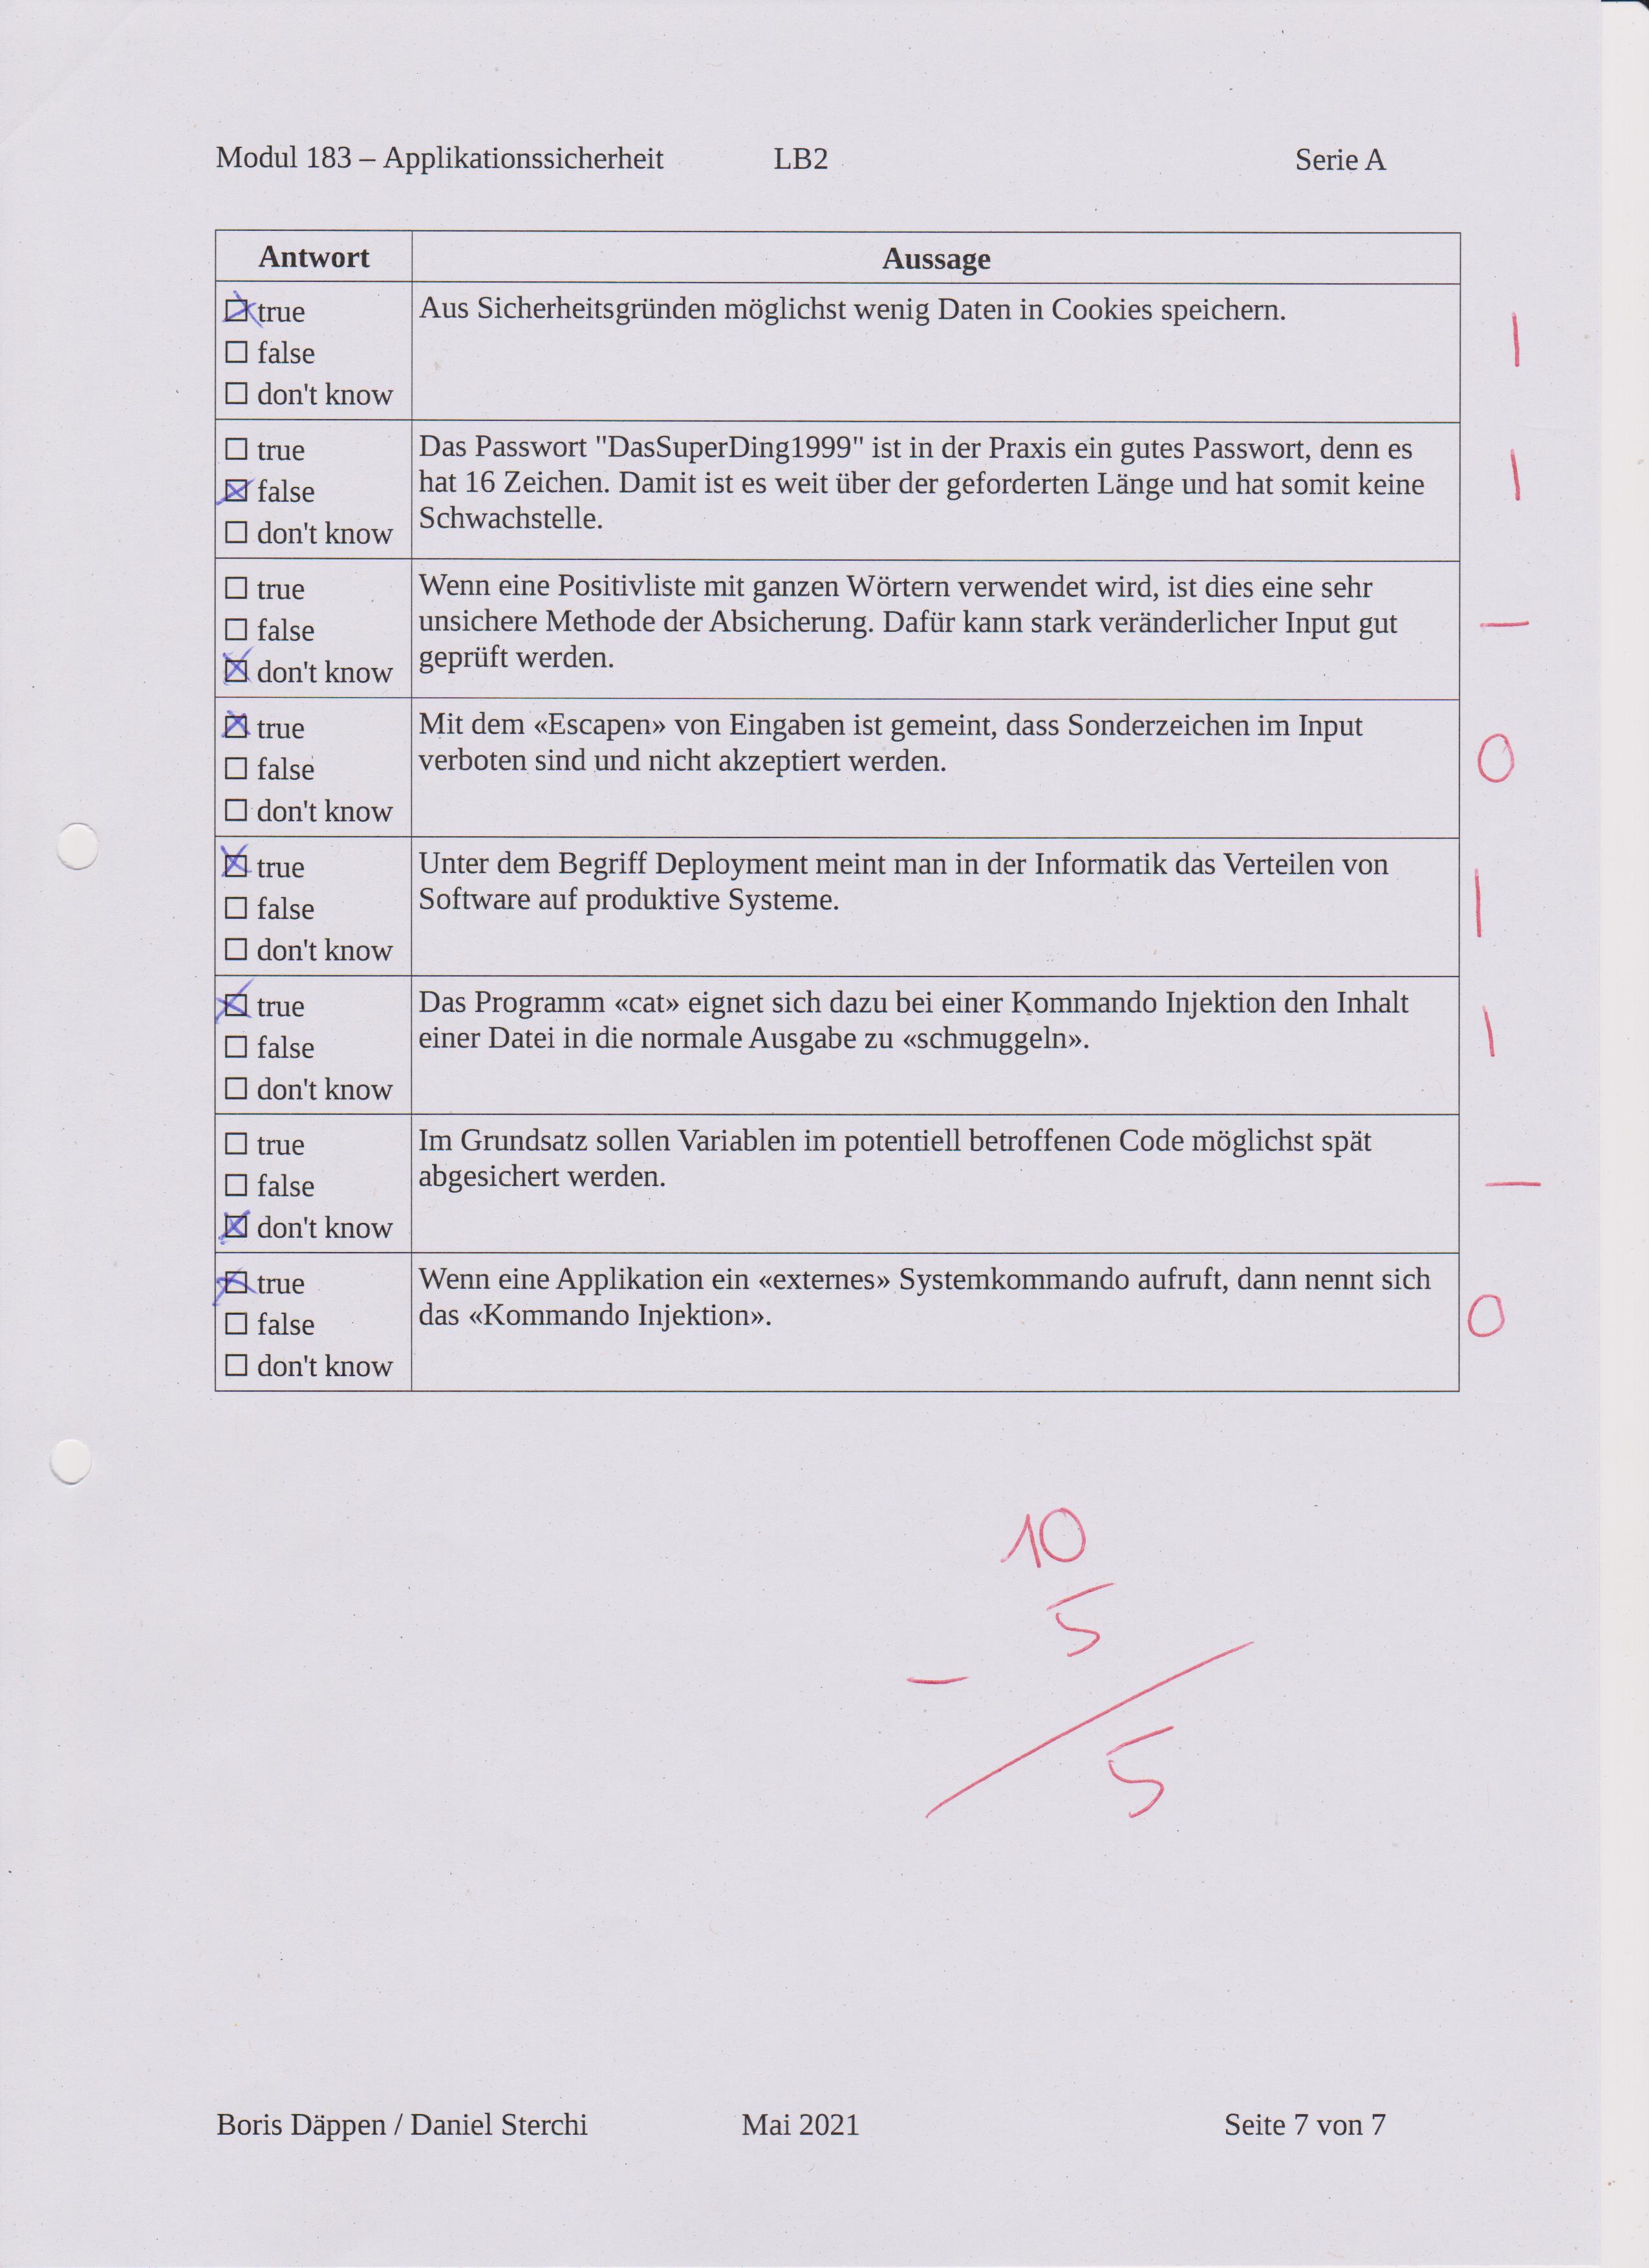 Modul 183 – Applikationssicherheit LB2 Serie A
Antwort Aussage
☒ true
☐ false
☐ don't know
Aus Sicherheitsgründen möglichst wenig Daten in Cookies speichern.
1
☐ true
☒ false
☐ don't know
Das Passwort "DasSuperDing1999" ist in der Praxis ein gutes Passwort, denn es
hat 16 Zeichen. Damit ist es weit über der geforderten Länge und hat somit keine
Schwachstelle.
1
☐ true
☐ false
☒ don't know
Wenn eine Positivliste mit ganzen Wörtern verwendet wird, ist dies eine sehr
unsichere Methode der Absicherung. Dafür kann stark veränderlicher Input gut
geprüft werden.
–
☒ true
☐ false
☐ don't know
Mit dem «Escapen» von Eingaben ist gemeint, dass Sonderzeichen im Input
verboten sind und nicht akzeptiert werden.
0
☒ true
☐ false
☐ don't know
Unter dem Begriff Deployment meint man in der Informatik das Verteilen von
Software auf produktive Systeme.
1
☒ true
☐ false
☐ don't know
Das Programm «cat» eignet sich dazu bei einer Kommando Injektion den Inhalt
einer Datei in die normale Ausgabe zu «schmuggeln».
1
☐ true
☐ false
☒ don't know
Im Grundsatz sollen Variablen im potentiell betroffenen Code möglichst spät
abgesichert werden.
–
☒ true
☐ false
☐ don't know
Wenn eine Applikation ein «externes» Systemkommando aufruft, dann nennt sich
das «Kommando Injektion».
0
10
– 5
5
Boris Däppen / Daniel Sterchi Mai 2021 Seite 7 von 7